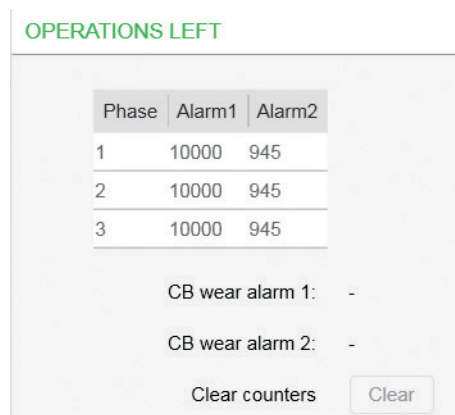 OPERATIONS LEFT
Phase Alarm1 Alarm2
1 10000 945
2 10000 945
3 10000 945
CB wear alarm 1: -
CB wear alarm 2: -
Clear counters Clear